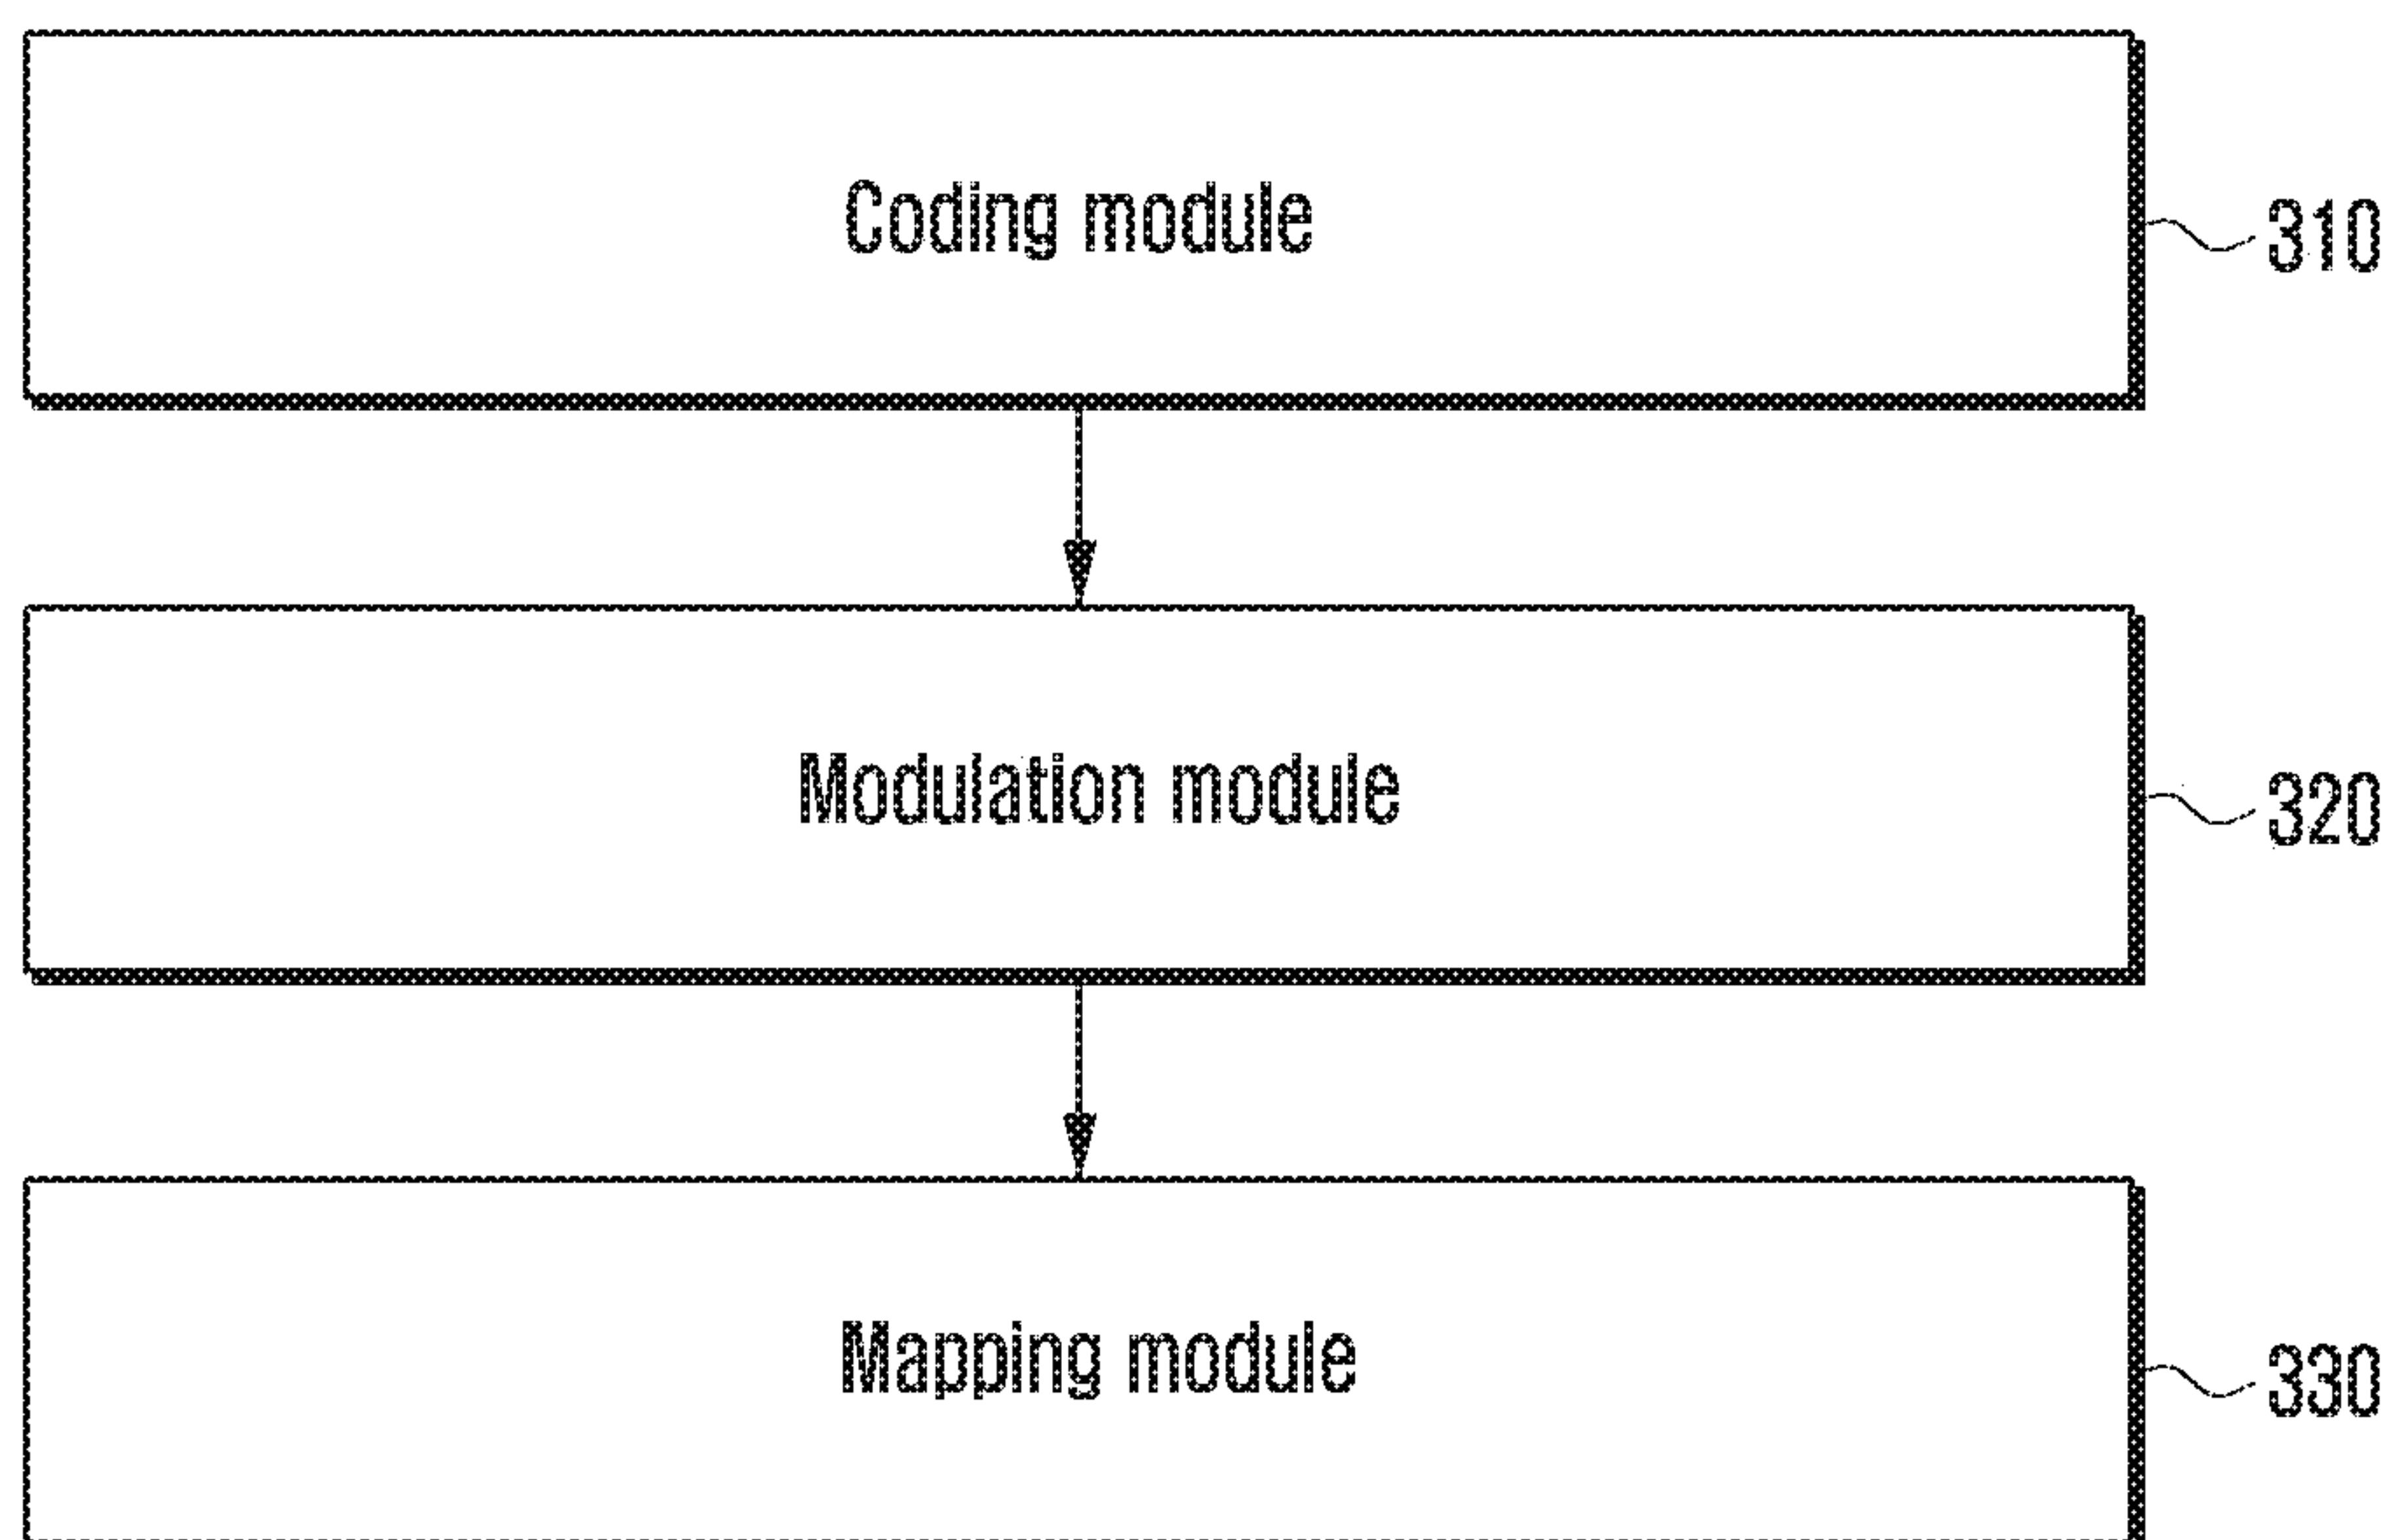 Coding module
310
Modulation module
320
Mapping module
330